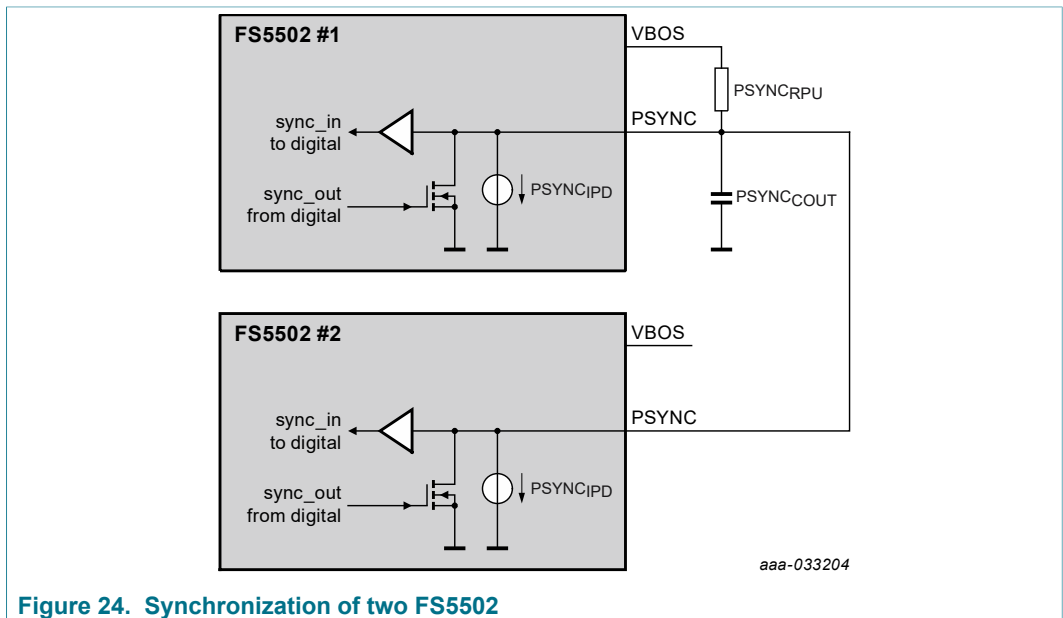 FS5502 #1
VBOS
PSYNCRPU
PSYNC
sync_in
to digital
PSYNCIPD
PSYNCCOUT
sync_out
from digital
FS5502 #2
VBOS
PSYNC
sync_in
to digital
PSYNCIPD
sync_out
from digital
aaa-033204
Figure 24. Synchronization of two FS5502